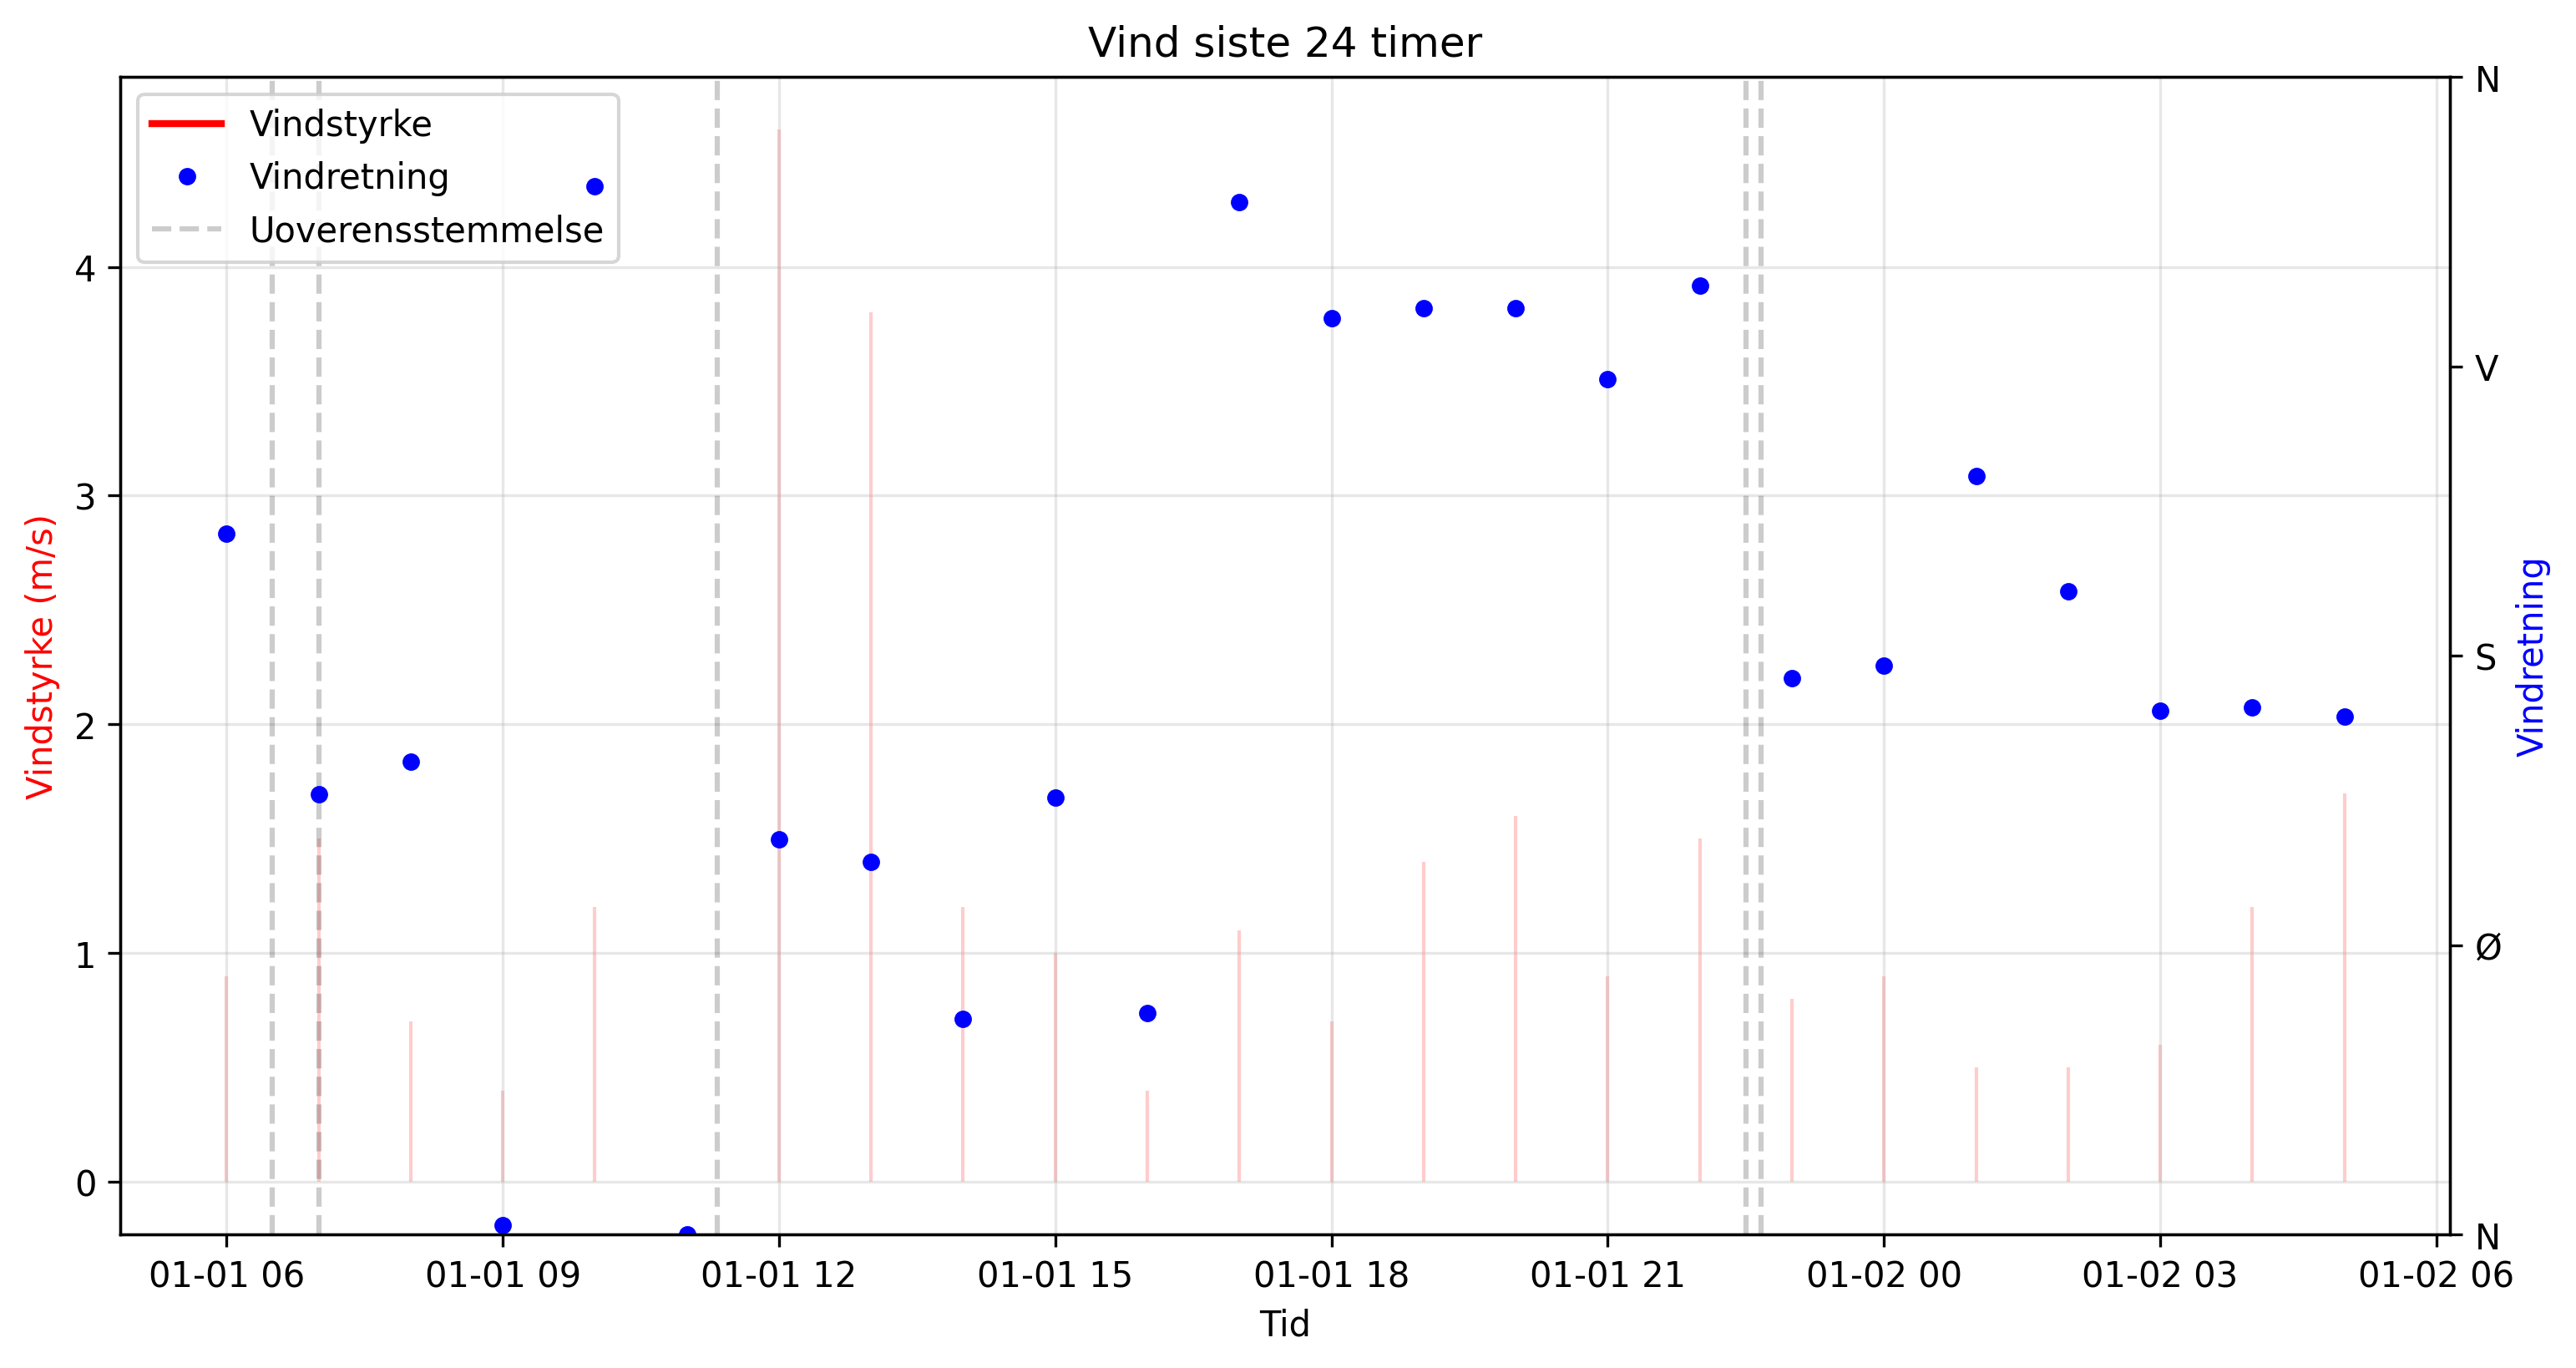 Vind siste 24 timer
Vindstyrke
Vindretning
Uoverensstemmelse
Vindstyrke (m/s)
4
3
2
1
0
N
V
S
Ø
N
Vindretning
01-01 06
01-01 09
01-01 12
01-01 15
01-01 18
01-01 21
01-02 00
01-02 03
01-02 06
Tid